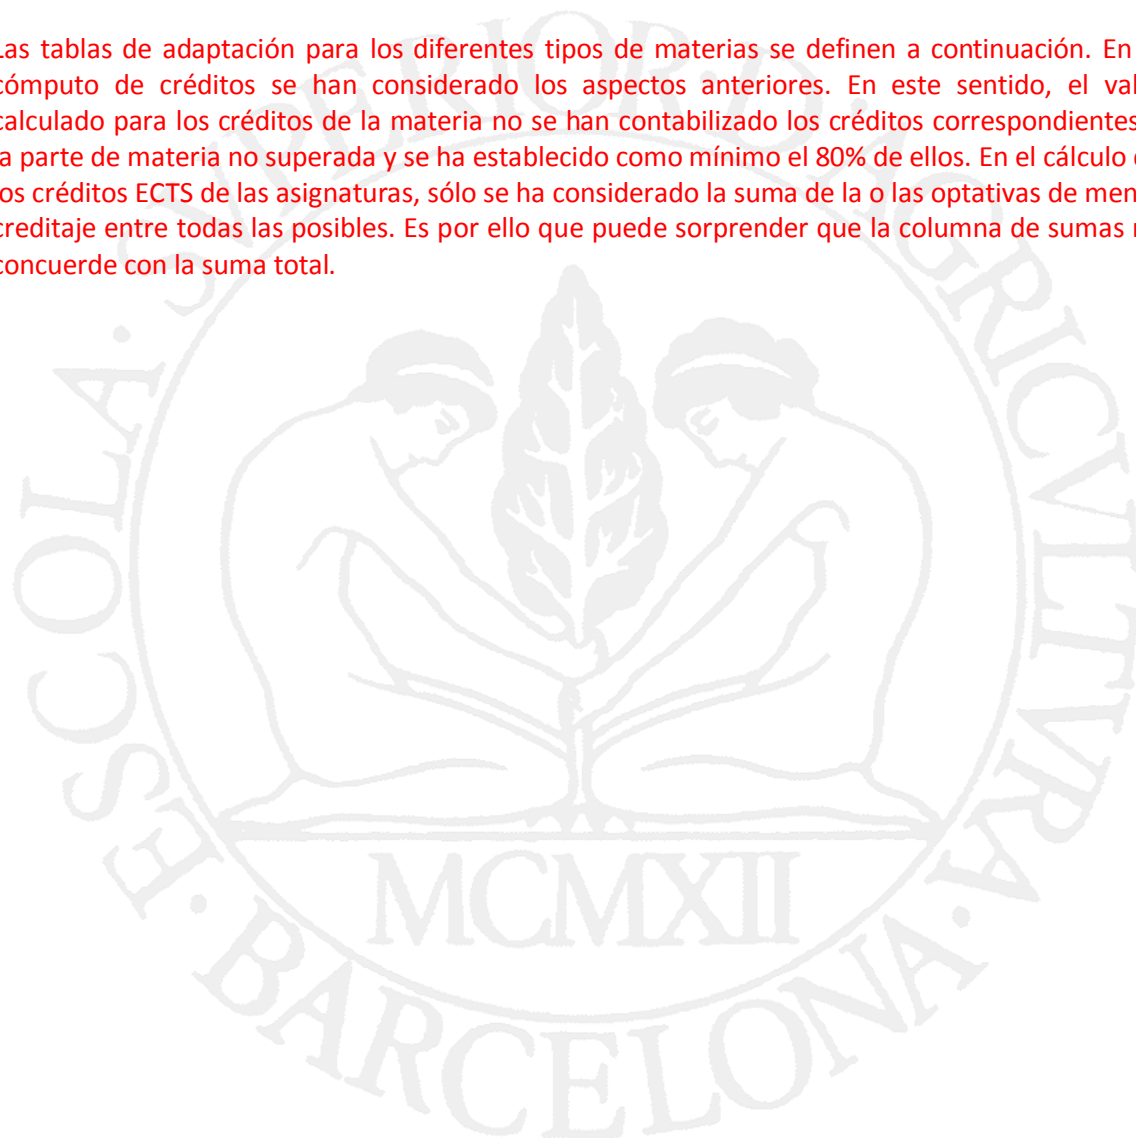 Las tablas de adaptación para los diferentes tipos de materias se definen a continuación. En
cómputo de créditos se han considerado los aspectos anteriores. En este sentido, el val
calculado para los créditos de la materia no se han contabilizado los créditos correspondientes
la parte de materia no superada y se ha establecido como mínimo el 80% de ellos. En el cálculo
los créditos ECTS de las asignaturas, sólo se ha considerado la suma de la o las optativas de men
creditaje entre todas las posibles. Es por ello que puede sorprender que la columna de sumas
concuerde con la suma total.
ESCOLA · SVPERIOR · D'AGRICVLTVRA · BARCELONA ·
MCMXII